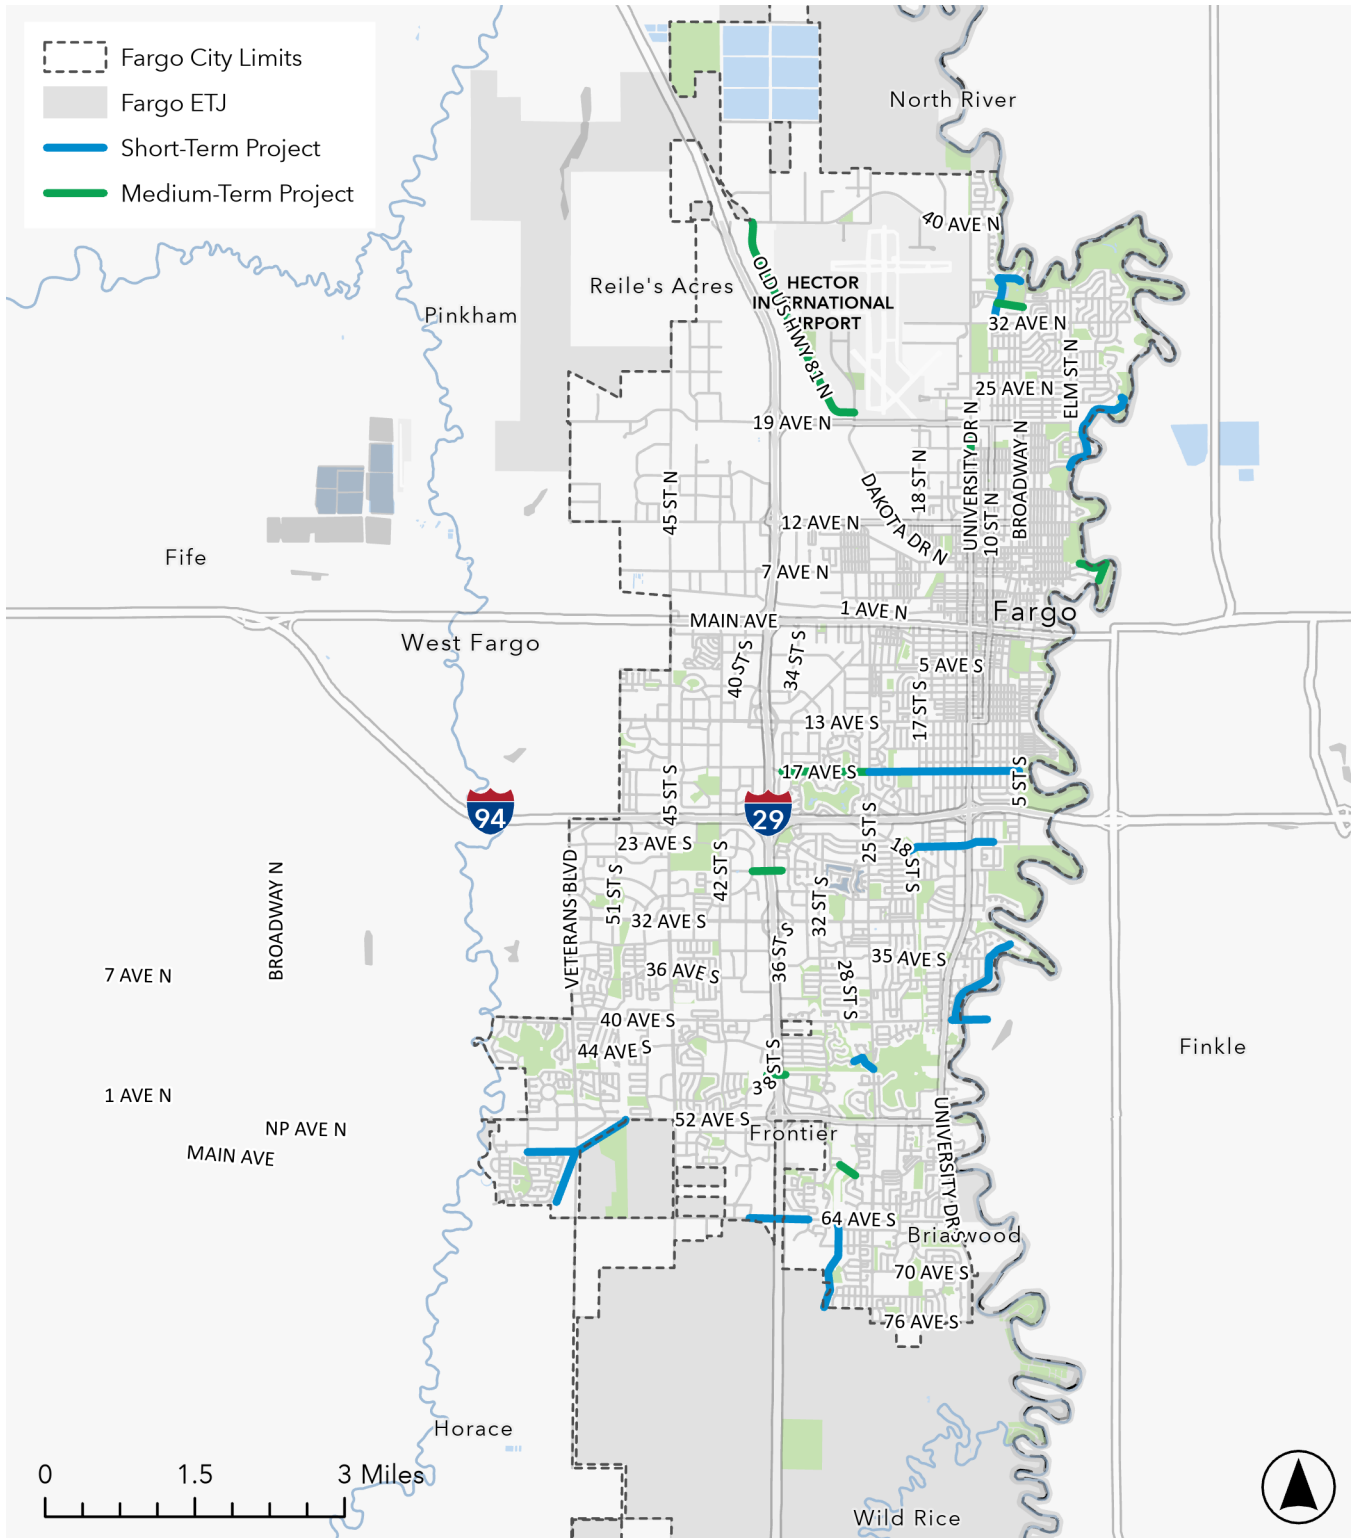 Fargo City Limits
Fargo ETJ
Short-Term Project
Medium-Term Project
North River
40 AVE N
Reile's Acres
HECTOR
INTERNATIONAL
AIRPORT
OLD US HWY 81 N
Pinkham
32 AVE N
ELM ST N
25 AVE N
19 AVE N
UNIVERSITY DR N
BROADWAY N
18 ST N
45 ST N
DAKOTA DR N
10 ST N
12 AVE N
Fife
7 AVE N
1 AVE N
Fargo
MAIN AVE
West Fargo
40 ST S
34 ST S
5 AVE S
17 ST S
13 AVE S
17 AVE S
5 ST S
45 ST S
94
29
25 ST S
23 AVE S
18 ST S
42 ST S
VETERANS BLVD
51 ST S
32 ST S
BROADWAY N
32 AVE S
36 ST S
35 AVE S
7 AVE N
36 AVE S
28 ST S
40 AVE S
44 AVE S
Finkle
38 ST S
1 AVE N
52 AVE S
NP AVE N
Frontier
UNIVERSITY DR S
MAIN AVE
64 AVE S
Briarwood
70 AVE S
76 AVE S
Horace
0 1.5 3 Miles
Wild Rice